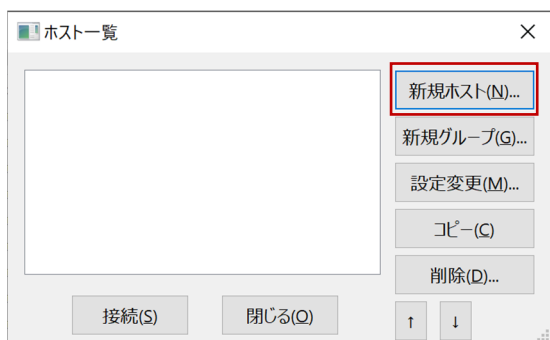 ホスト一覧
新規ホスト(N)...
新規グループ(G)...
設定変更(M)...
コピー(C)
削除(D)...
接続(S)
閉じる(O)
↑
↓